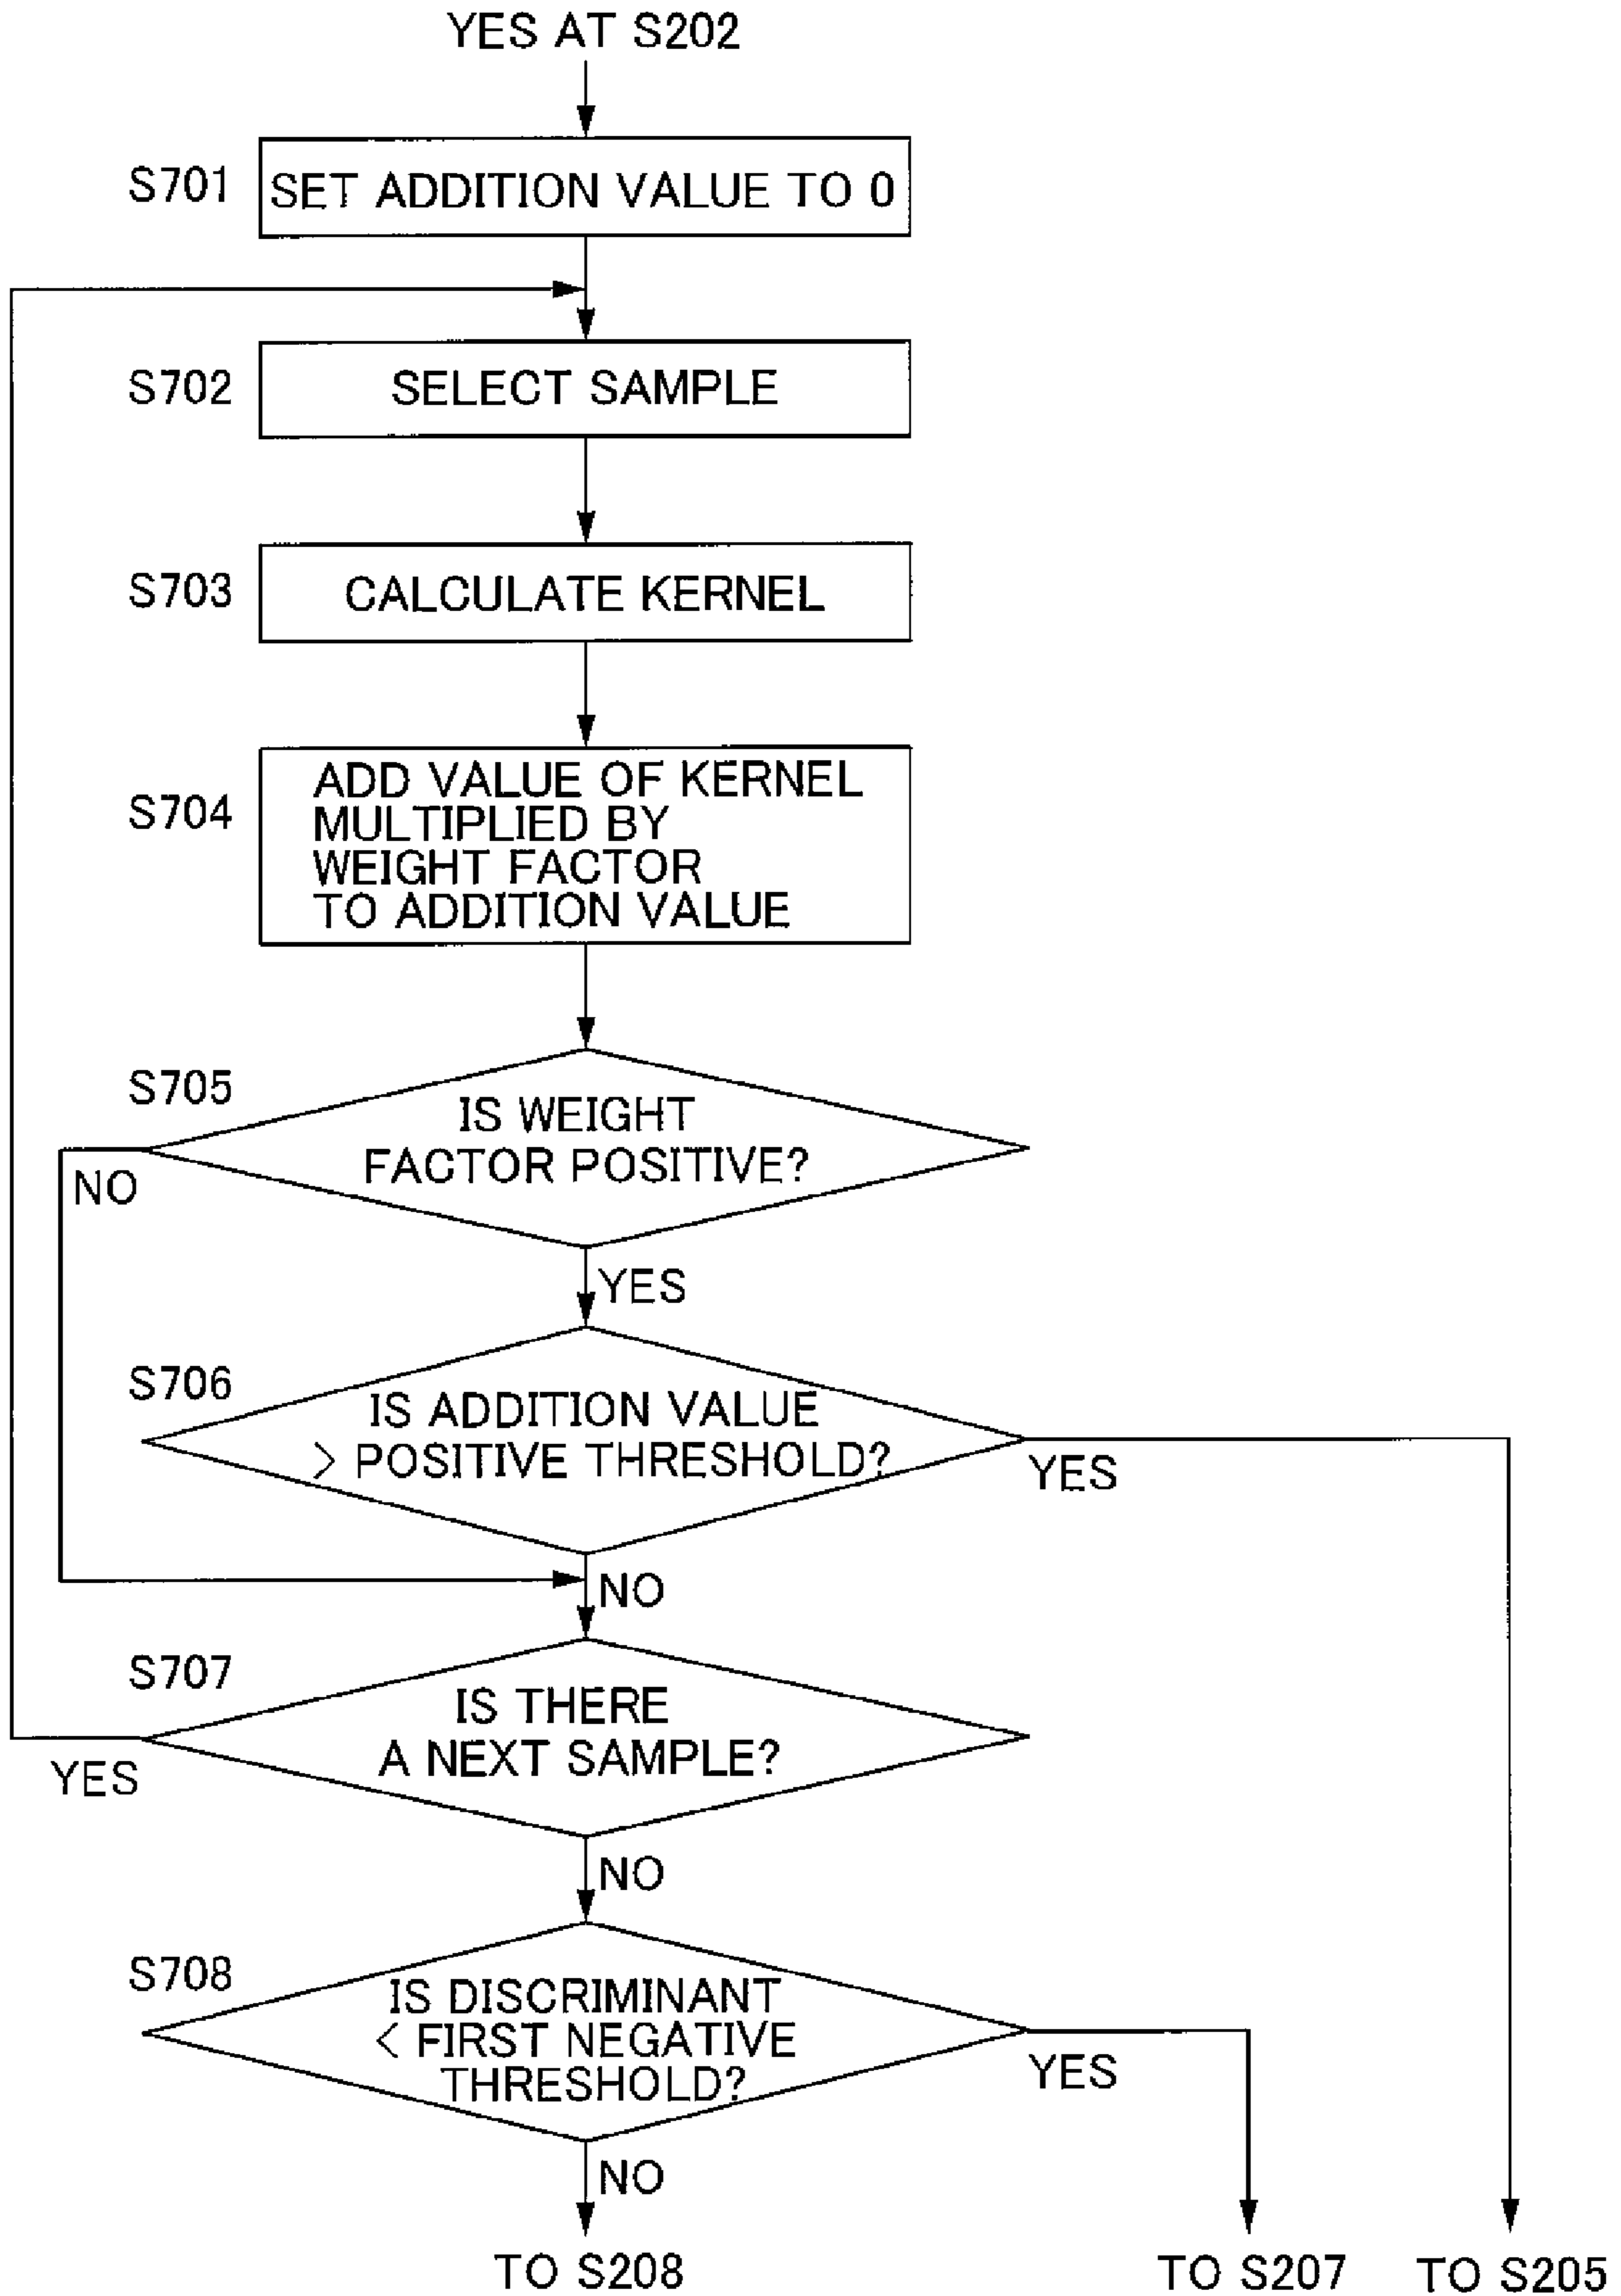 YES AT S202
S701
SET ADDITION VALUE TO 0
S702
SELECT SAMPLE
S703
CALCULATE KERNEL
S704
ADD VALUE OF KERNEL
MULTIPLIED BY
WEIGHT FACTOR
TO ADDITION VALUE
S705
IS WEIGHT
FACTOR POSITIVE?
NO
YES
S706
IS ADDITION VALUE
> POSITIVE THRESHOLD?
YES
NO
S707
IS THERE
A NEXT SAMPLE?
YES
NO
S708
IS DISCRIMINANT
< FIRST NEGATIVE
THRESHOLD?
YES
NO
TO S208
TO S207
TO S205